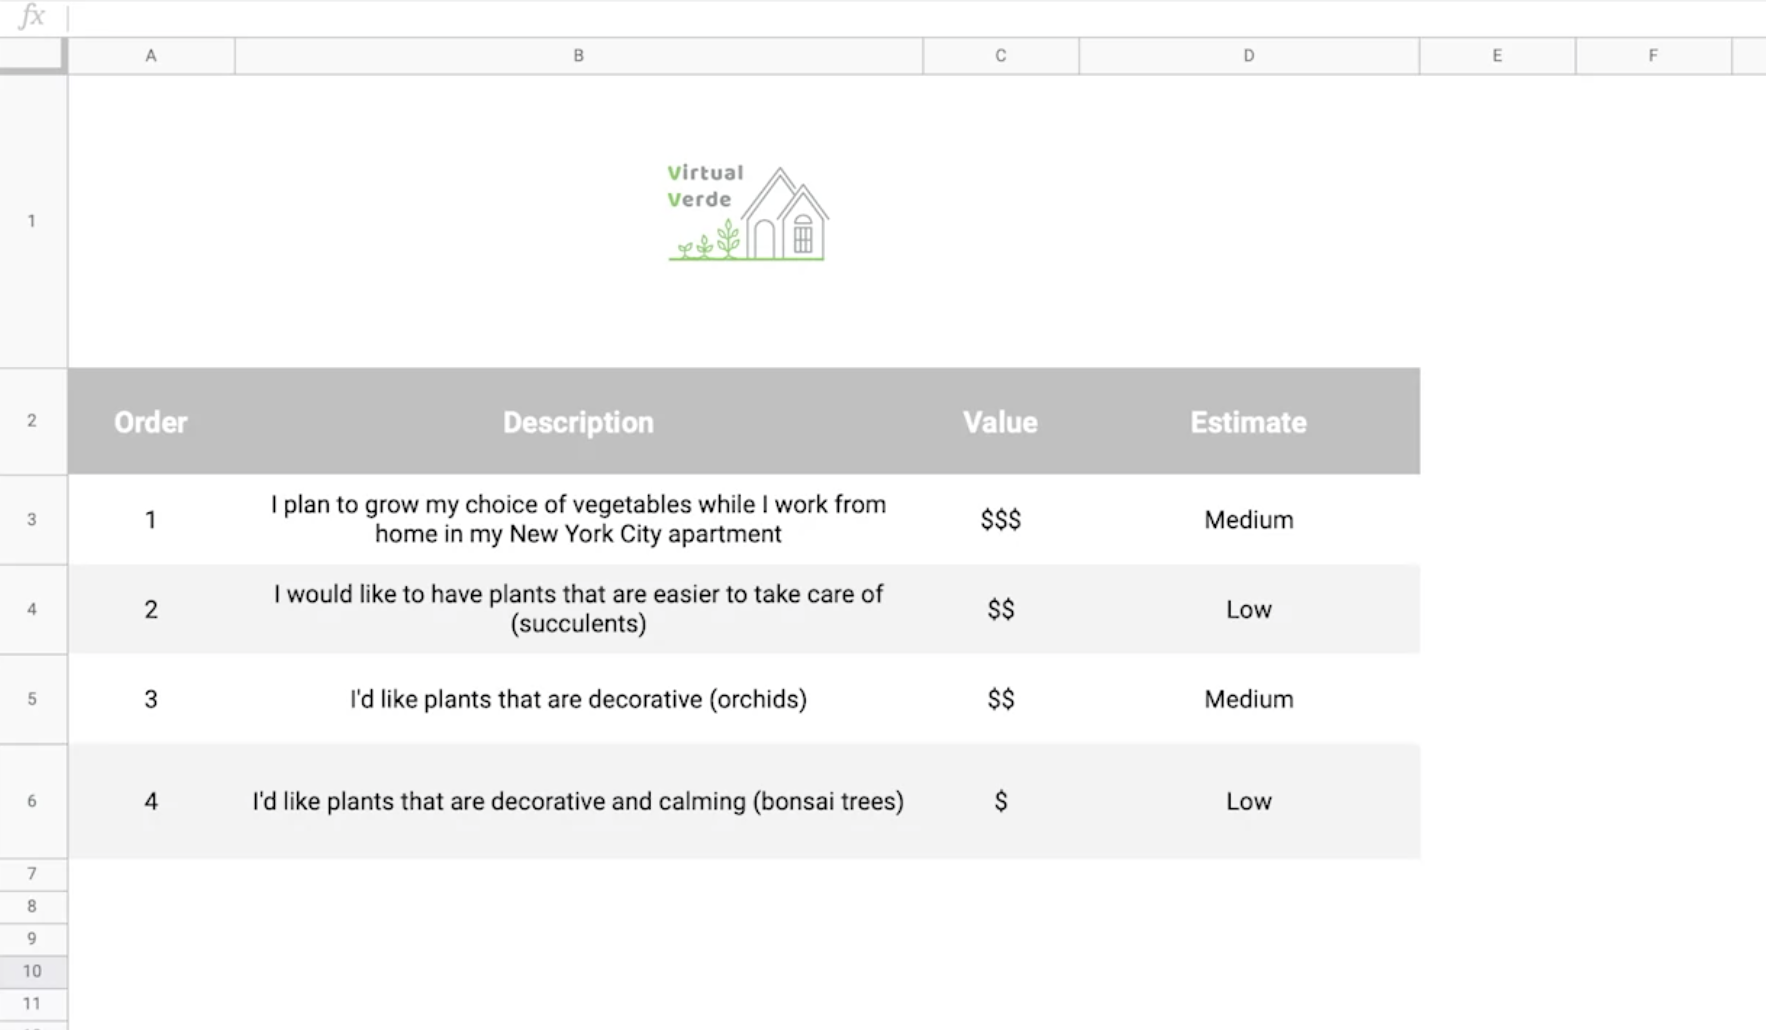 fx
A B C D E F
1
Virtual
Verde
2 Order Description Value Estimate
3 1 I plan to grow my choice of vegetables while I work from
home in my New York City apartment $$$ Medium
4 2 I would like to have plants that are easier to take care of
(succulents) $$ Low
5 3 I'd like plants that are decorative (orchids) $$ Medium
6 4 I'd like plants that are decorative and calming (bonsai trees) $ Low
7
8
9
10
11